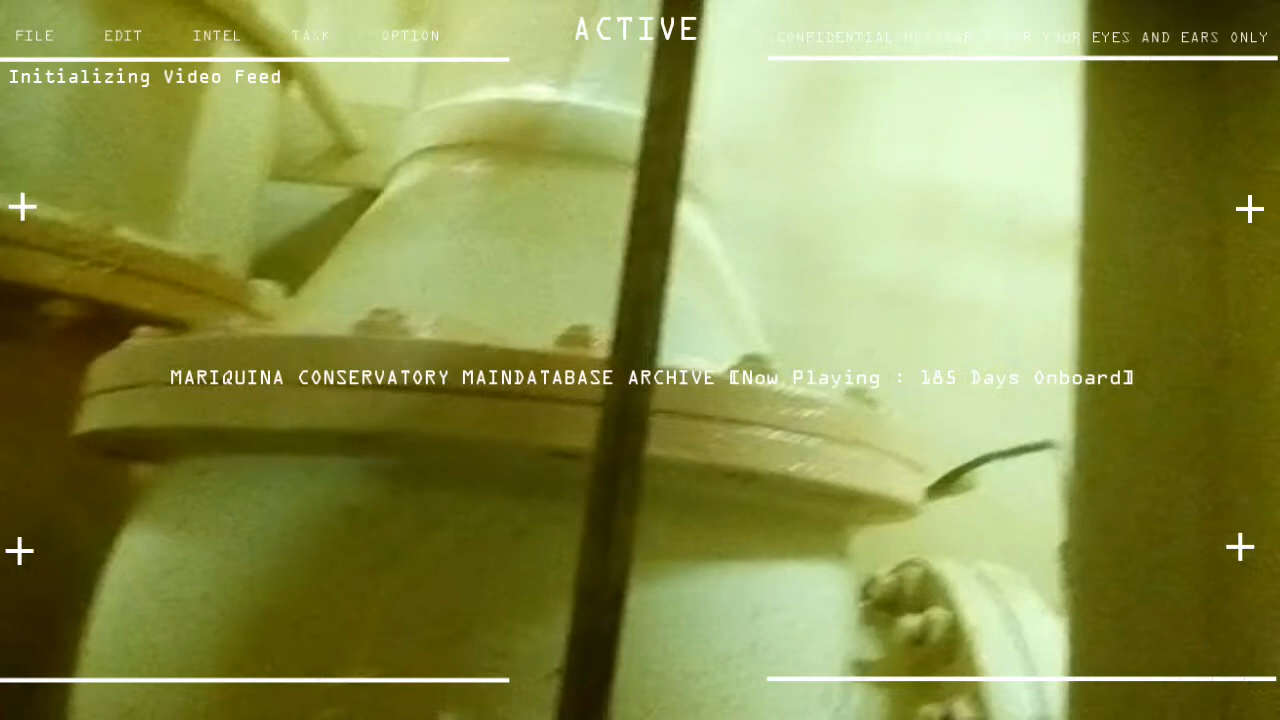 FILE EDIT INTEL TASK OPTION
ACTIVE
CONFIDENTIAL MESSAGE : FOR YOUR EYES AND EARS ONLY
Initializing Video Feed
MARIQUINA CONSERVATORY MAINDATABASE ARCHIVE [Now Playing : 185 Days Onboard]